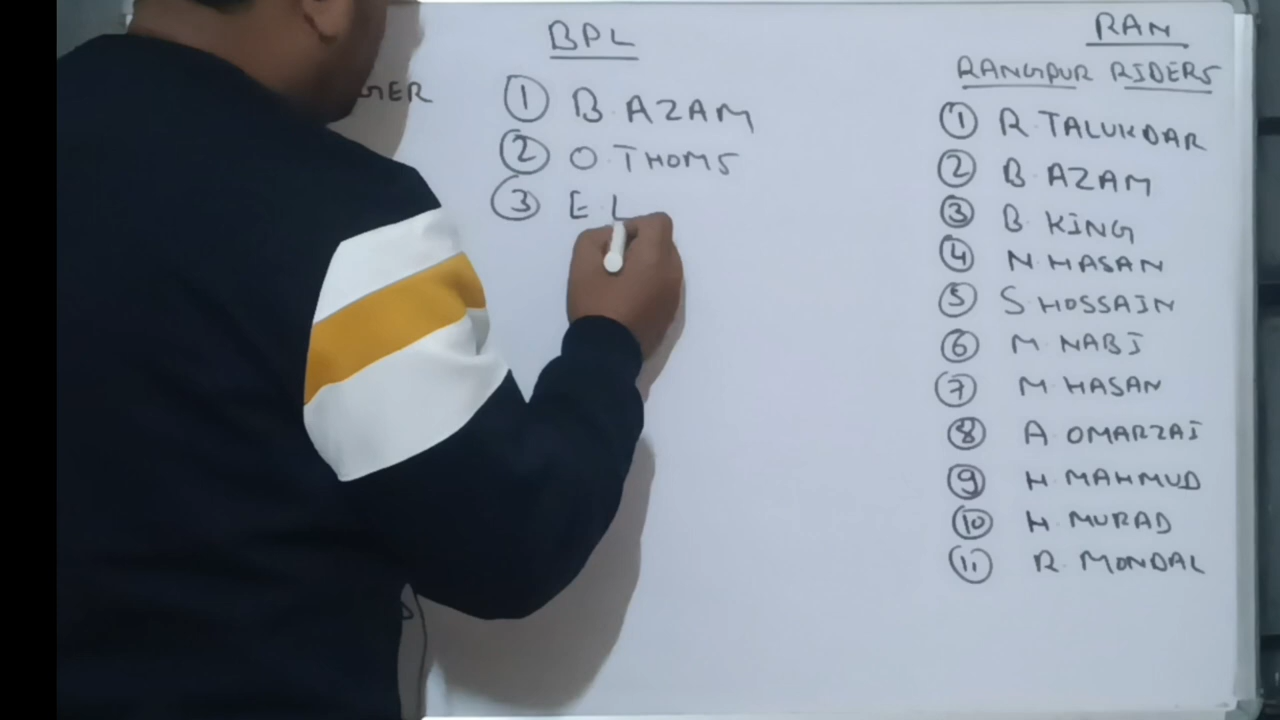 BPL
① B. AZAM
② O. THOMS
③ E. L
RAN
RANGPUR RIDERS
① R. TALUKDAR
② B. AZAM
③ B. KING
④ N. HASAN
⑤ S. HOSSAIN
⑥ M. NABI
⑦ M. HASAN
⑧ A. OMARZAI
⑨ H. MAHMUD
⑩ H. MURAD
⑪ R. MONDAL